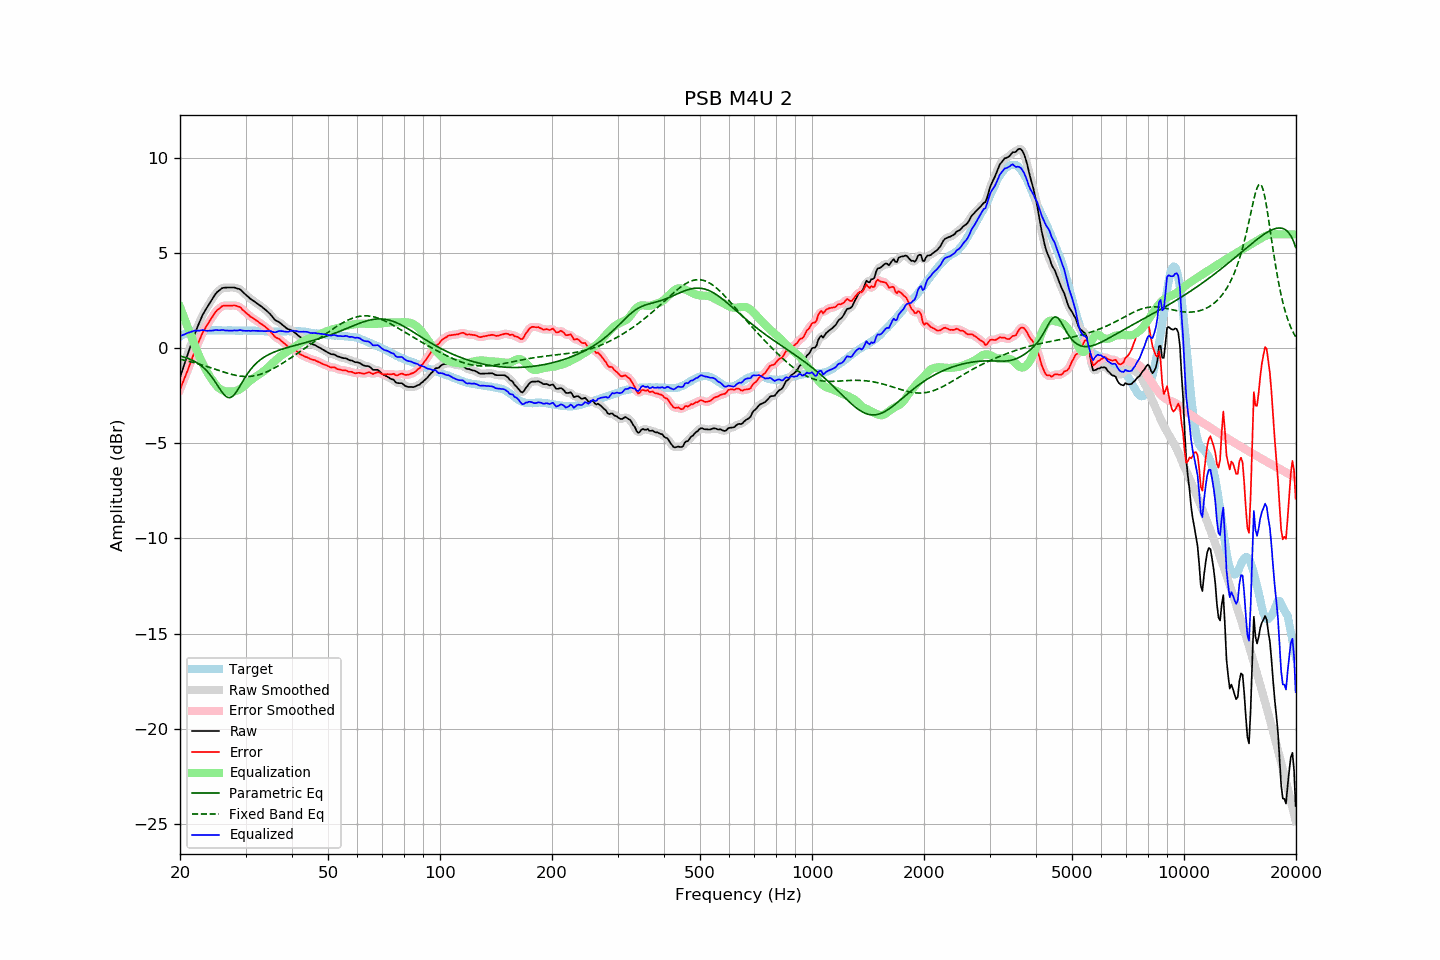 PSB M4U 2
Amplitude (dBr)
10
5
0
−5
−10
−15
−20
−25
Target
Raw Smoothed
Error Smoothed
Raw
Error
Equalization
Parametric Eq
Fixed Band Eq
Equalized
20 50 100 200 500 1000 2000 5000 10000 20000
Frequency (Hz)